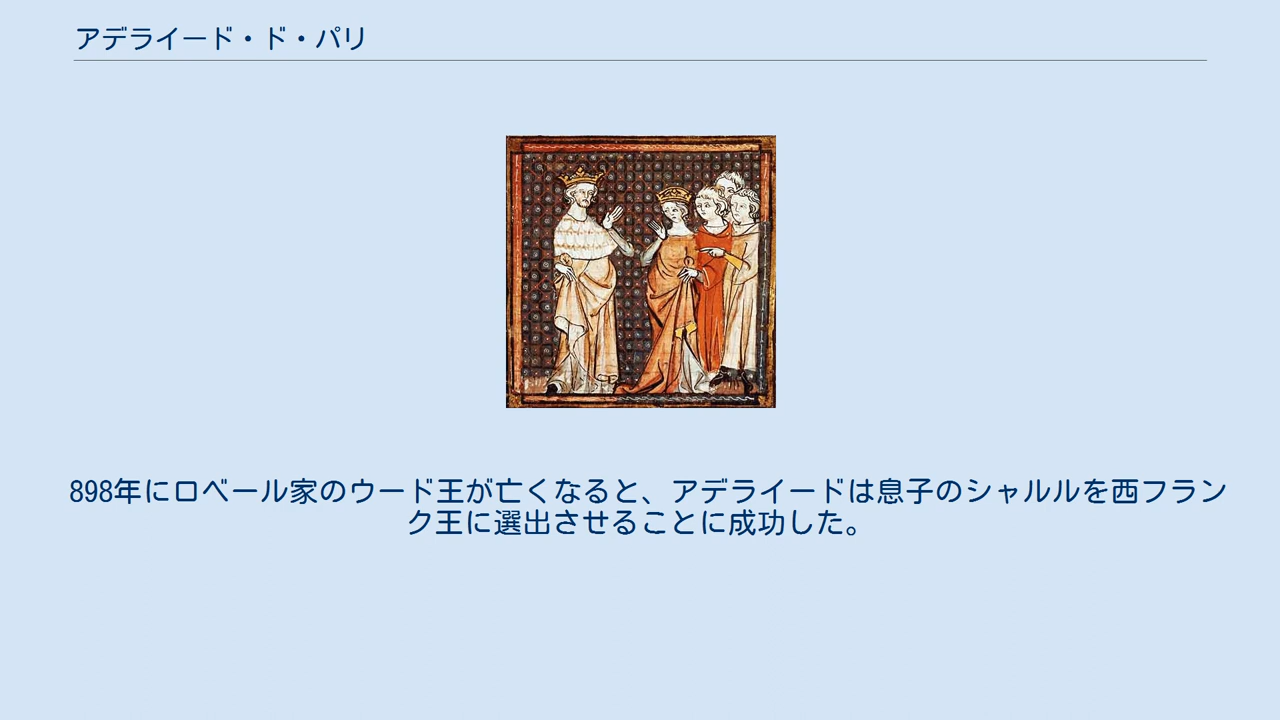 アデライード・ド・パリ
898年にロベール家のウード王が亡くなると、アデライードは息子のシャルルを西フラン
ク王に選出させることに成功した。